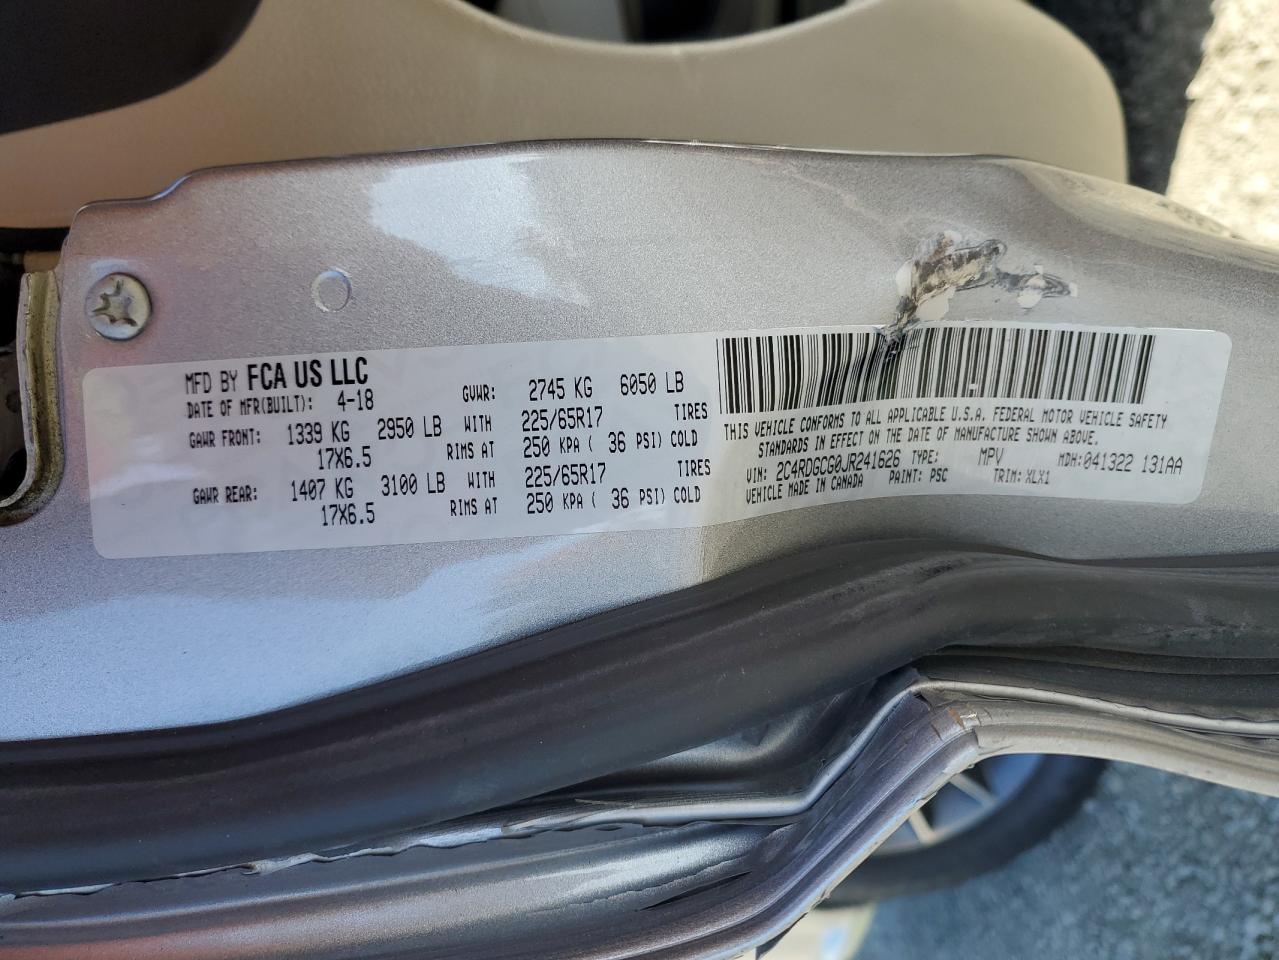 MFD BY FCA US LLC
DATE OF MFR(BUILT): 4-18 GVWR: 2745 KG 6050 LB
GAWR FRONT: 1339 KG 2950 LB WITH 225/65R17 TIRES
17X6.5 RIMS AT 250 KPA ( 36 PSI) COLD
GAWR REAR: 1407 KG 3100 LB WITH 225/65R17 TIRES
17X6.5 RIMS AT 250 KPA ( 36 PSI) COLD
THIS VEHICLE CONFORMS TO ALL APPLICABLE U.S.A. FEDERAL MOTOR VEHICLE SAFETY
STANDARDS IN EFFECT ON THE DATE OF MANUFACTURE SHOWN ABOVE.
VIN: 2C4RDGCG0JR241626 TYPE: MPV MDH:041322 131AA
VEHICLE MADE IN CANADA PAINT: PSC TRIM: XLX1